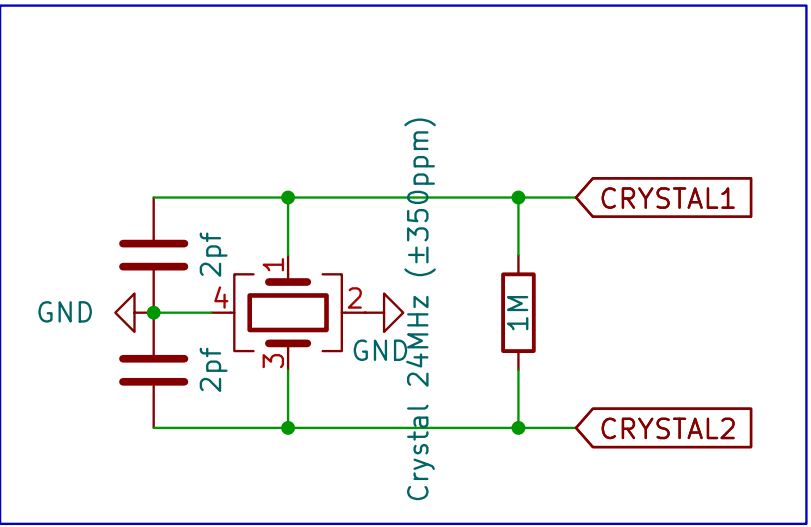 CRYSTAL1
2pf
1
4
2
GND
GND
3
1M
2pf
Crystal 24MHz (±350ppm)
CRYSTAL2